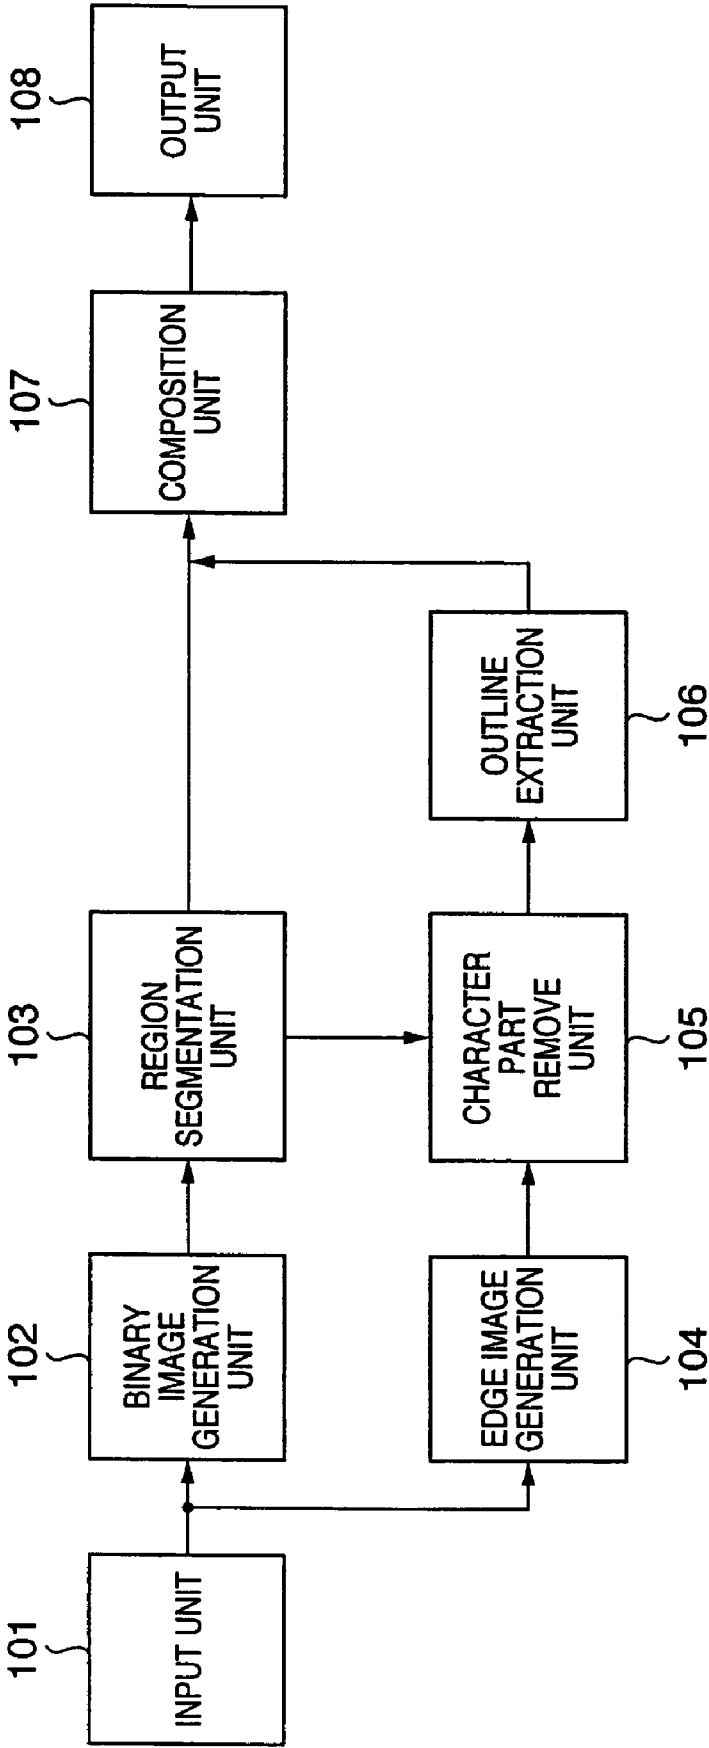 101
INPUT UNIT
102
BINARY
IMAGE
GENERATION
UNIT
103
REGION
SEGMENTATION
UNIT
107
COMPOSITION
UNIT
108
OUTPUT
UNIT
EDGE IMAGE
GENERATION
UNIT
104
CHARACTER
PART
REMOVE
UNIT
105
OUTLINE
EXTRACTION
UNIT
106